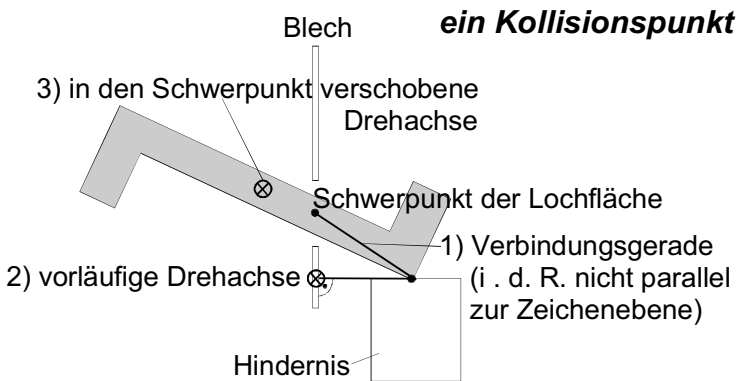 ein Kollisionspunkt
Blech
3) in den Schwerpunkt verschobene
Drehachse
Schwerpunkt der Lochfläche
1) Verbindungsgerade
(i . d. R. nicht parallel
zur Zeichenebene)
2) vorläufige Drehachse
Hindernis